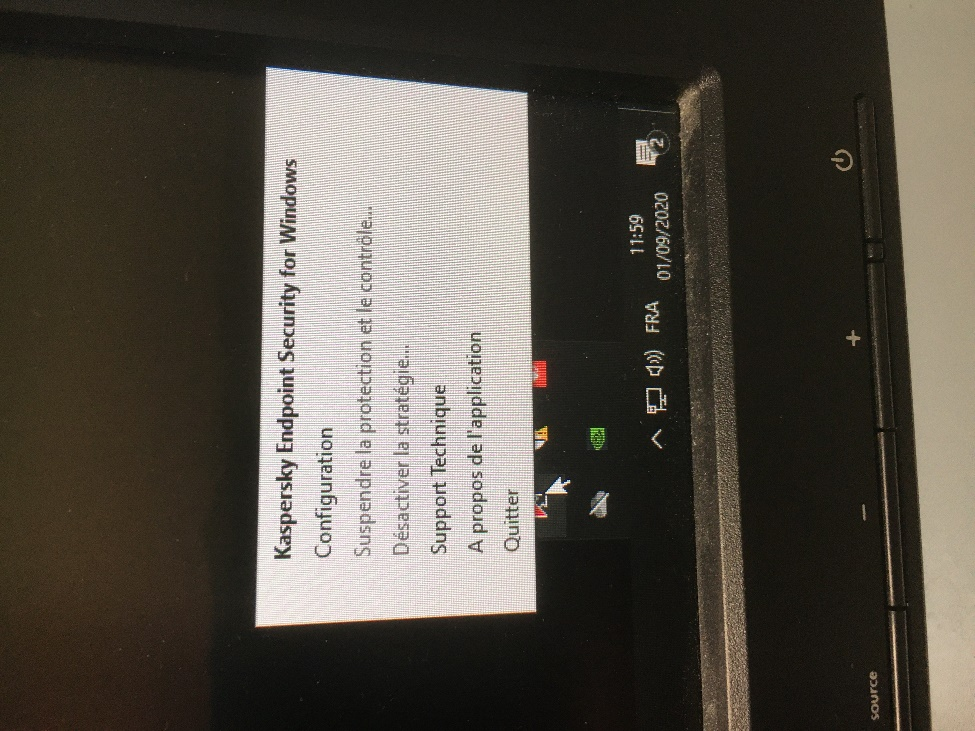 Kaspersky Endpoint Security for Windows
Configuration
Suspendre la protection et le contrôle...
Désactiver la stratégie...
Support Technique
A propos de l'application
Quitter
FRA
11:59
01/09/2020
2
source
−
+